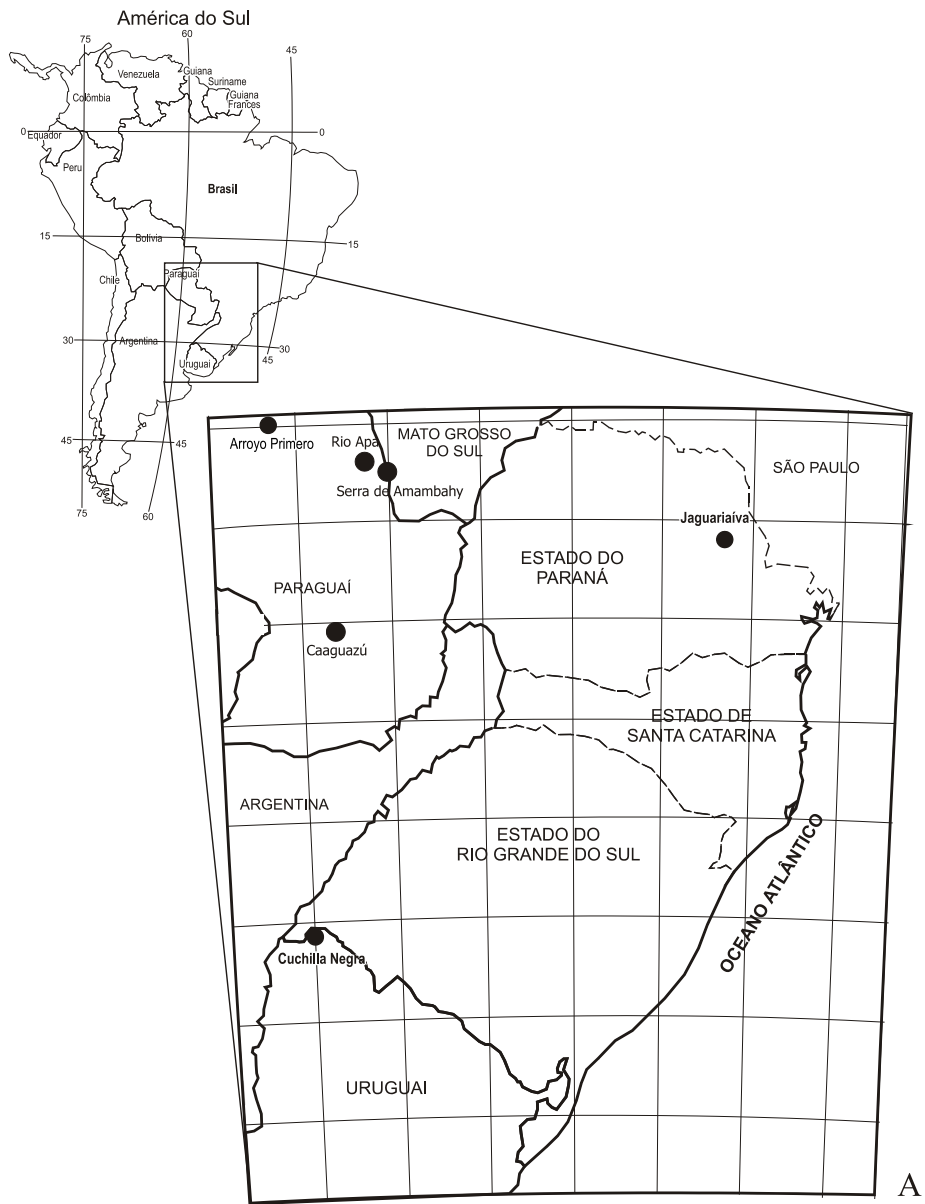 América do Sul
75
60
45
Venezuela
Guiana
Suriname
Guiana
Frances
Colômbia
0
Equador
0
Peru
Brasil
15
Bolívia
15
Paraguaí
Chile
30
Argentina
30
45
Uruguai
45
45
75
60
Arroyo Primero
Rio Apa
MATO GROSSO
DO SUL
Serra de Amambahy
SÃO PAULO
Jaguariaíva
ESTADO DO
PARANÁ
PARAGUAÍ
Caaguazú
ESTADO DE
SANTA CATARINA
ARGENTINA
ESTADO DO
RIO GRANDE DO SUL
OCEANO ATLÂNTICO
Cuchilla Negra
URUGUAI
A